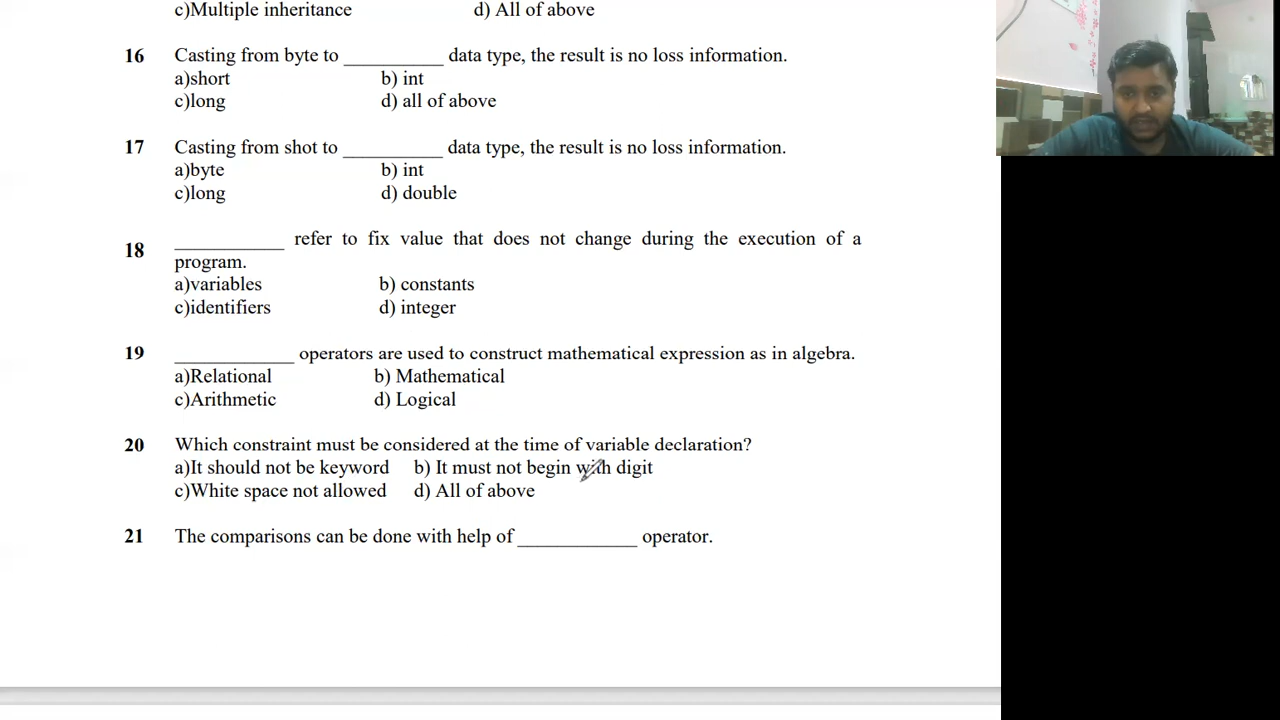 c)Multiple inheritance d) All of above
16 Casting from byte to __________ data type, the result is no loss information.
a)short b) int
c)long d) all of above
17 Casting from shot to __________ data type, the result is no loss information.
a)byte b) int
c)long d) double
18 ___________ refer to fix value that does not change during the execution of a
program.
a)variables b) constants
c)identifiers d) integer
19 ____________ operators are used to construct mathematical expression as in algebra.
a)Relational b) Mathematical
c)Arithmetic d) Logical
20 Which constraint must be considered at the time of variable declaration?
a)It should not be keyword b) It must not begin with digit
c)White space not allowed d) All of above
21 The comparisons can be done with help of ____________ operator.